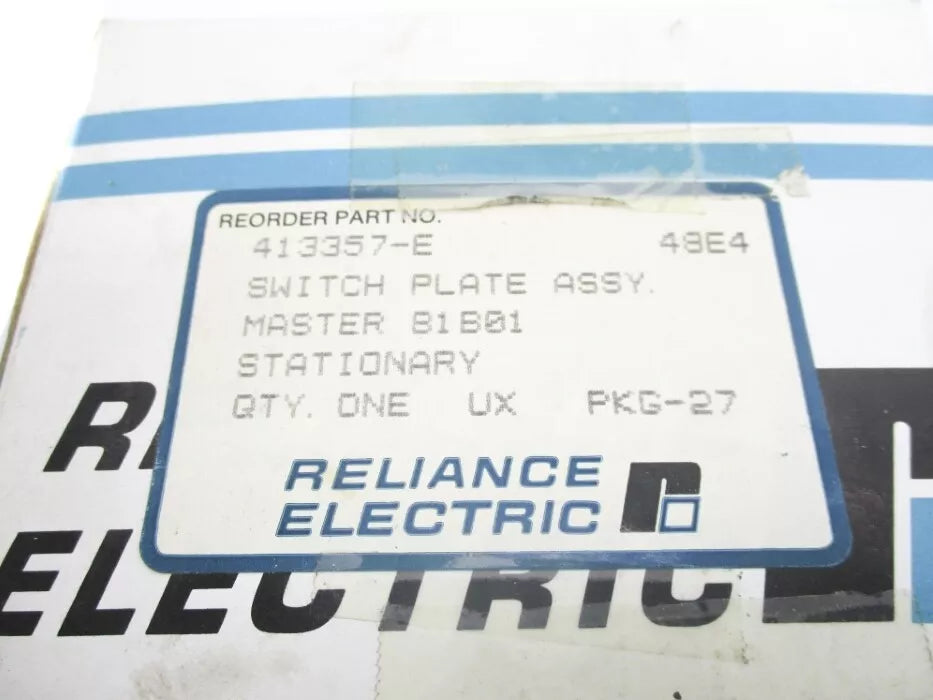 REORDER PART NO.
413357-E 48E4
SWITCH PLATE ASSY.
MASTER 81B01
STATIONARY
QTY. ONE UX PKG-27
RELIANCE
ELECTRIC
R
ELECTRIC